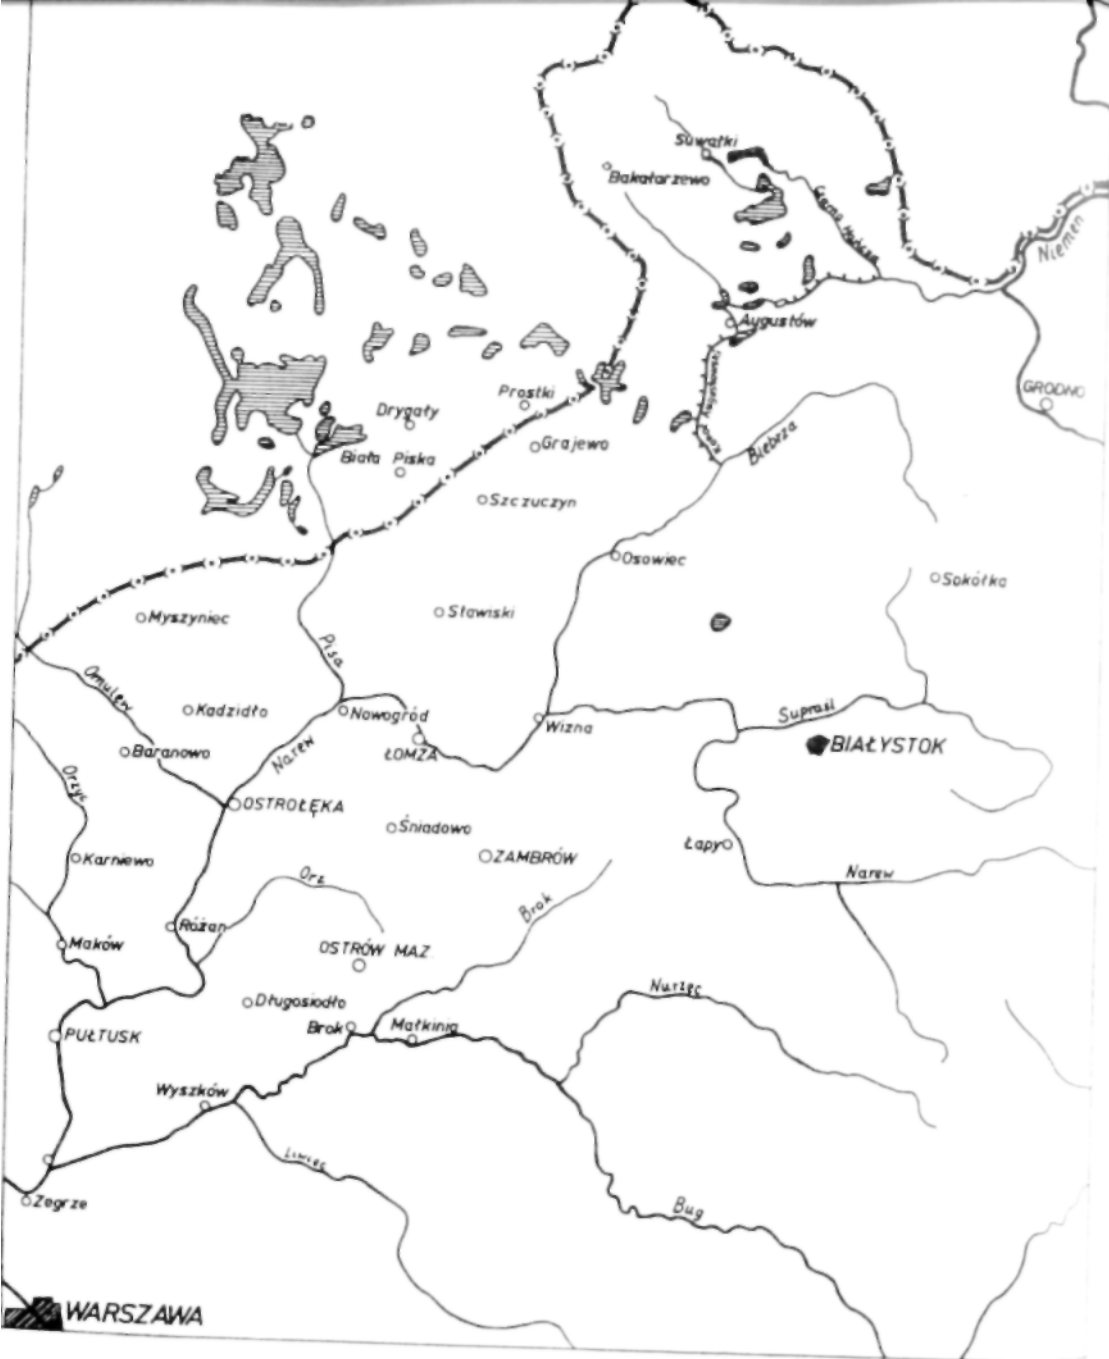 Suwałki
Bakałarzewo
Czarna Hańcza
Niemen
Augustów
Kanał Augustowski
GRODNO
Prostki
Drygały
Grajewo
Biebrza
Biała Piska
Szczuczyn
Osowiec
Sokółka
Myszyniec
Sławiski
Pisa
Omulew
Kadzidło
Nowogród
Wizna
Supraśl
ŁOMŻA
BIAŁYSTOK
Baranowo
Narew
Orzyc
OSTROŁĘKA
Śniadowo
ZAMBRÓW
Łapy
Karniewo
Narew
Orz
Brok
Różan
Maków
OSTRÓW MAZ.
Nurzec
Długosiodło
Brok
Małkinia
PUŁTUSK
Wyszków
Liwiec
Zegrze
Bug
WARSZAWA